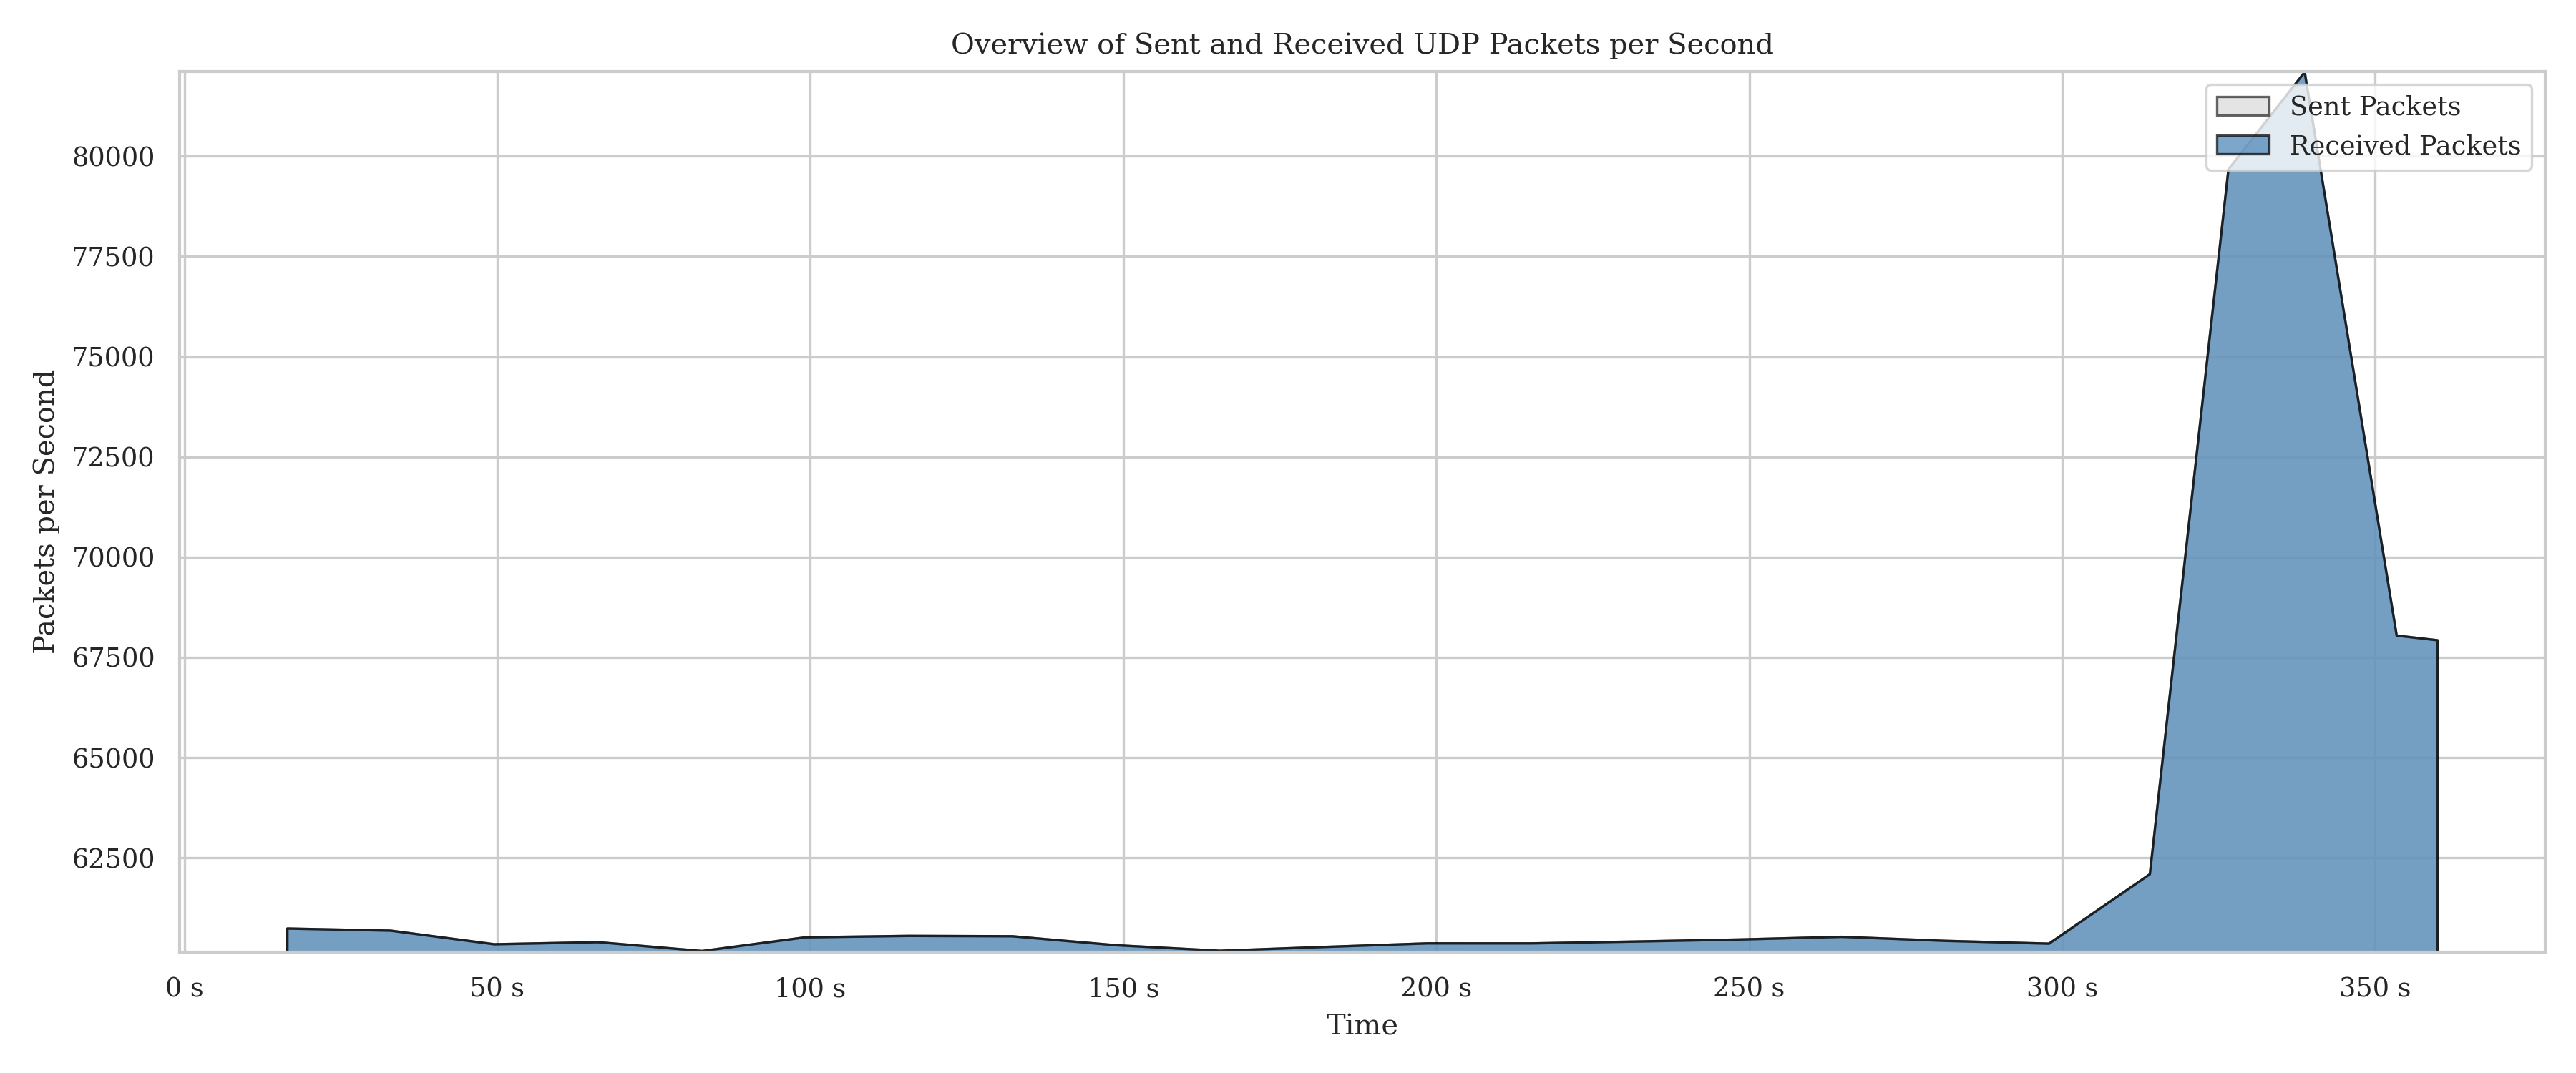 Overview of Sent and Received UDP Packets per Second
Sent Packets
Received Packets
80000
77500
75000
72500
70000
67500
65000
62500
Packets per Second
0 s 50 s 100 s 150 s 200 s 250 s 300 s 350 s
Time